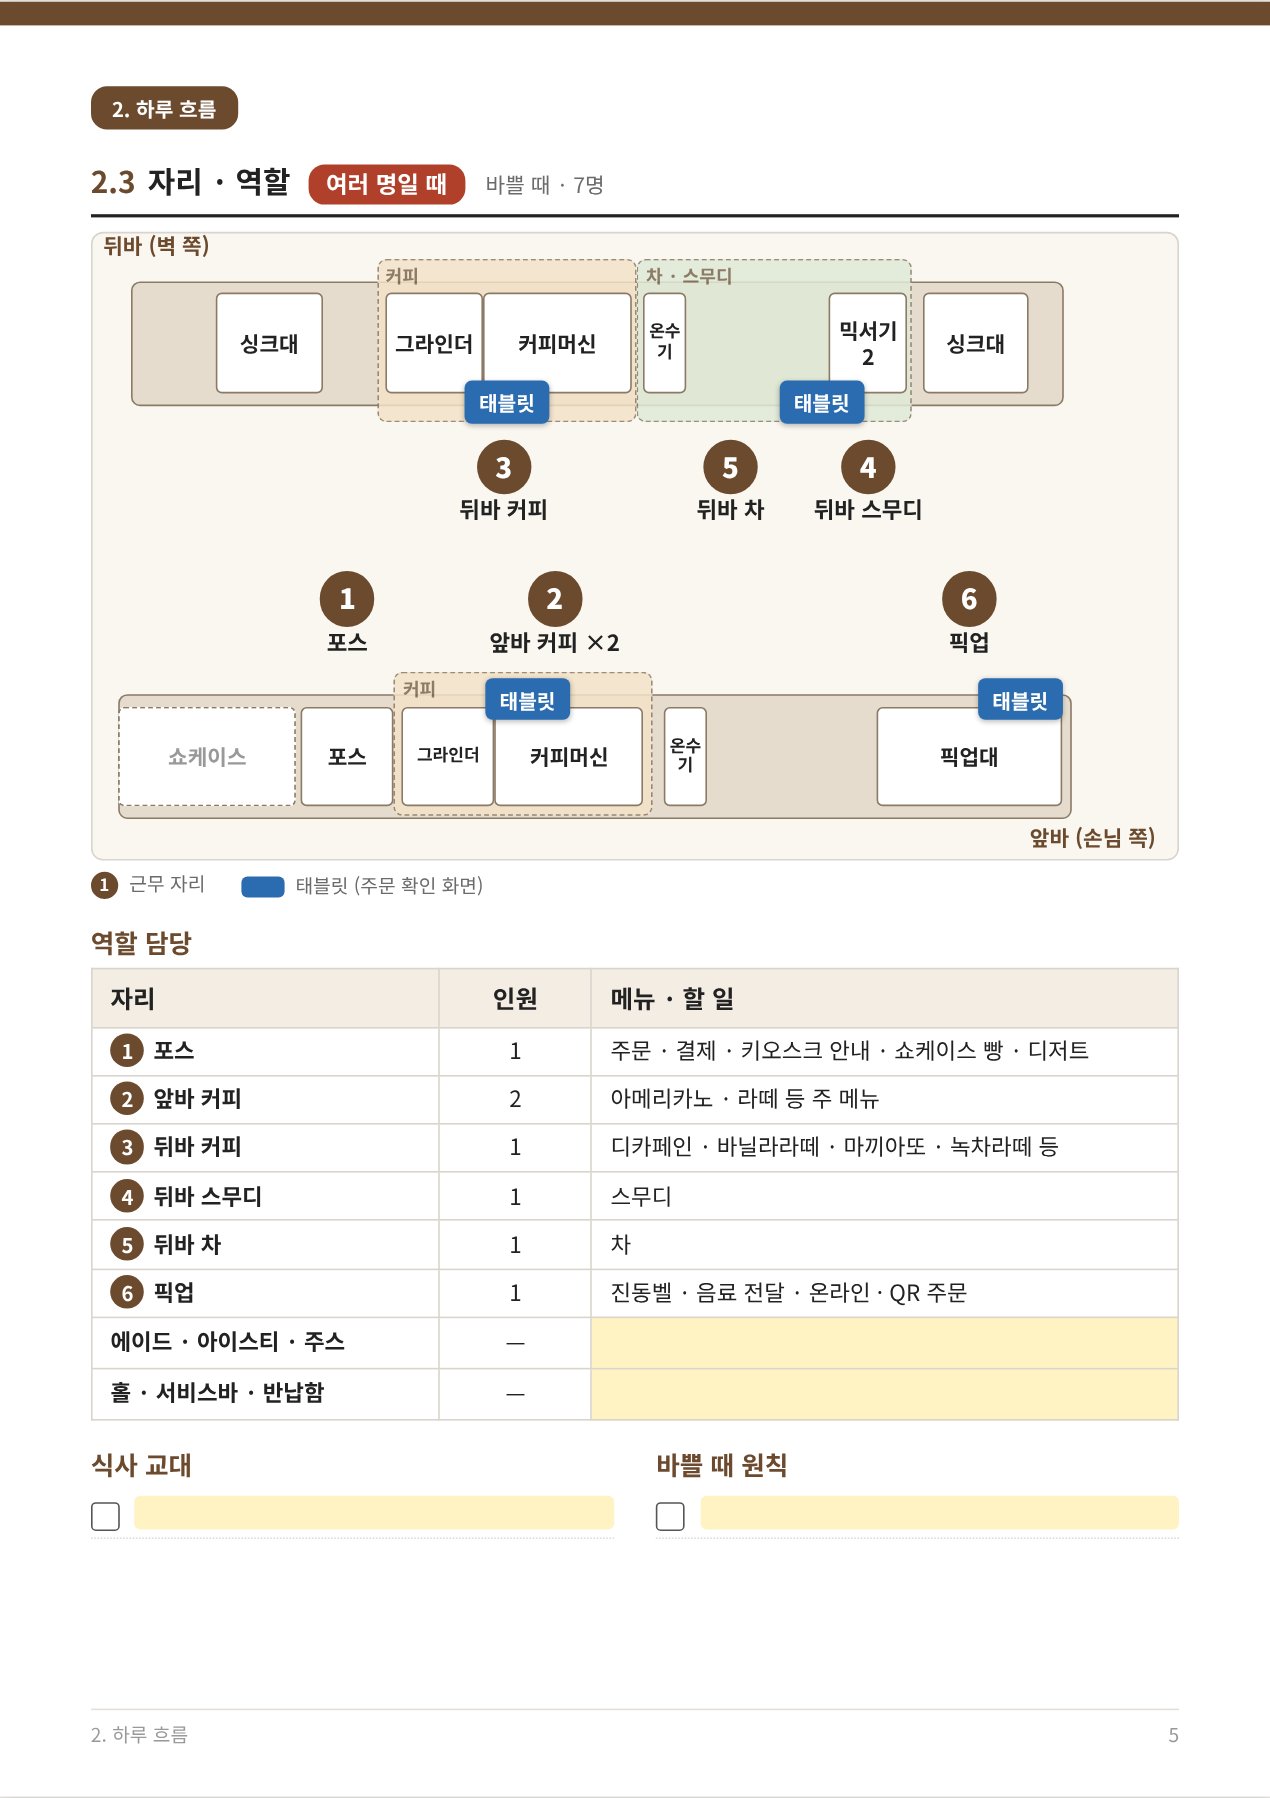 2. 하루 흐름
2.3 자리 · 역할 여러 명일 때 바쁠 때 · 7명
뒤바 (벽 쪽)
커피
차 · 스무디
싱크대
그라인더
커피머신
온수
기
믹서기
2
싱크대
태블릿
태블릿
3
뒤바 커피
5
뒤바 차
4
뒤바 스무디
1
포스
2
앞바 커피 ×2
6
픽업
커피
태블릿
태블릿
쇼케이스
포스
그라인더
커피머신
온수
기
픽업대
앞바 (손님 쪽)
1 근무 자리 태블릿 (주문 확인 화면)
역할 담당
자리 인원 메뉴 · 할 일
1 포스 1 주문 · 결제 · 키오스크 안내 · 쇼케이스 빵 · 디저트
2 앞바 커피 2 아메리카노 · 라떼 등 주 메뉴
3 뒤바 커피 1 디카페인 · 바닐라라떼 · 마끼아또 · 녹차라떼 등
4 뒤바 스무디 1 스무디
5 뒤바 차 1 차
6 픽업 1 진동벨 · 음료 전달 · 온라인 · QR 주문
에이드 · 아이스티 · 주스 —
홀 · 서비스바 · 반납함 —
식사 교대
바쁠 때 원칙
2. 하루 흐름 5